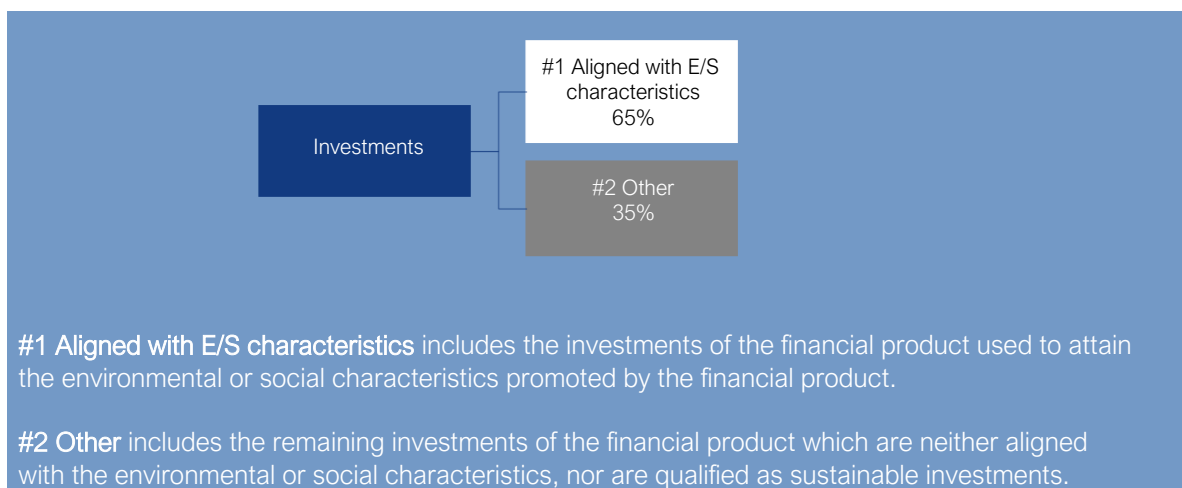 #1 Aligned with E/S
characteristics
65%
Investments
#2 Other
35%
#1 Aligned with E/S characteristics includes the investments of the financial product used to attain
the environmental or social characteristics promoted by the financial product.
#2 Other includes the remaining investments of the financial product which are neither aligned
with the environmental or social characteristics, nor are qualified as sustainable investments.